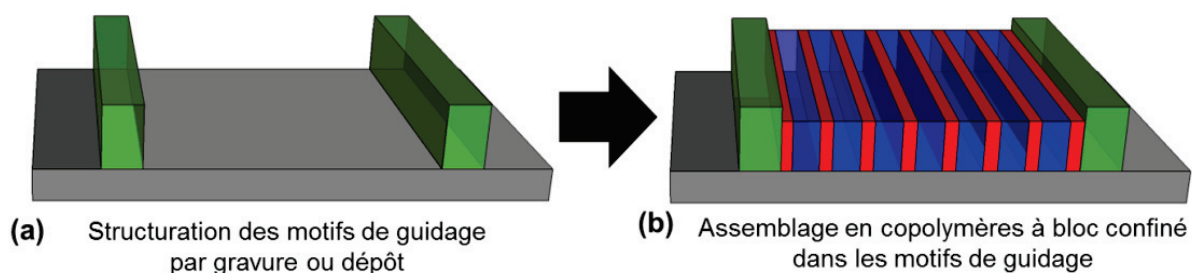 (a) Structuration des motifs de guidage
par gravure ou dépôt
(b) Assemblage en copolymères à bloc confiné
dans les motifs de guidage